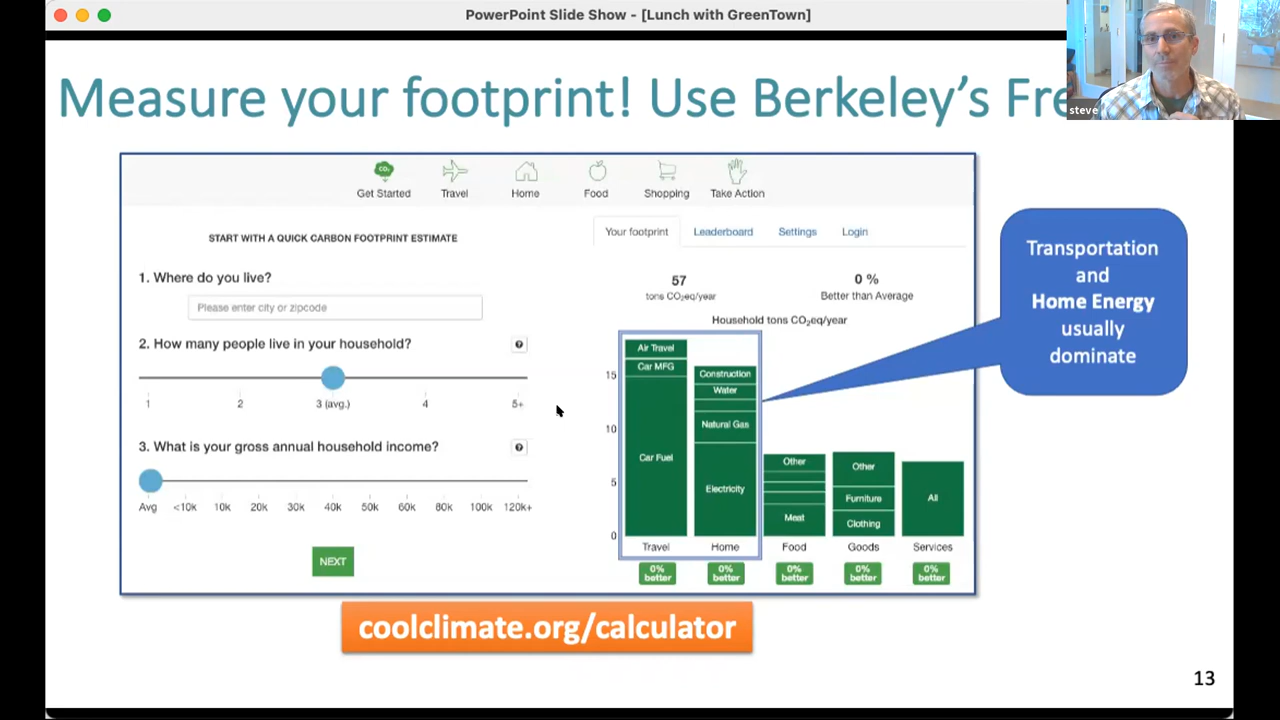 PowerPoint Slide Show - [Lunch with GreenTown]
Measure your footprint! Use Berkeley's Fre
steve
Get Started
Travel
Home
Food
Shopping
Take Action
START WITH A QUICK CARBON FOOTPRINT ESTIMATE
Your footprint
Leaderboard
Settings
Login
1. Where do you live?
Please enter city or zipcode
57
tons CO₂eq/year
0 %
Better than Average
2. How many people live in your household?
?
1
2
3 (avg.)
4
5+
3. What is your gross annual household income?
?
Avg
<10k
10k
20k
30k
40k
50k
60k
80k
100k
120k+
NEXT
Household tons CO₂eq/year
15
10
5
0
Air Travel
Car MFG
Car Fuel
Construction
Water
Natural Gas
Electricity
Other
Meat
Other
Furniture
Clothing
All
Travel
Home
Food
Goods
Services
0%
better
0%
better
0%
better
0%
better
0%
better
Transportation
and
Home Energy
usually
dominate
coolclimate.org/calculator
13